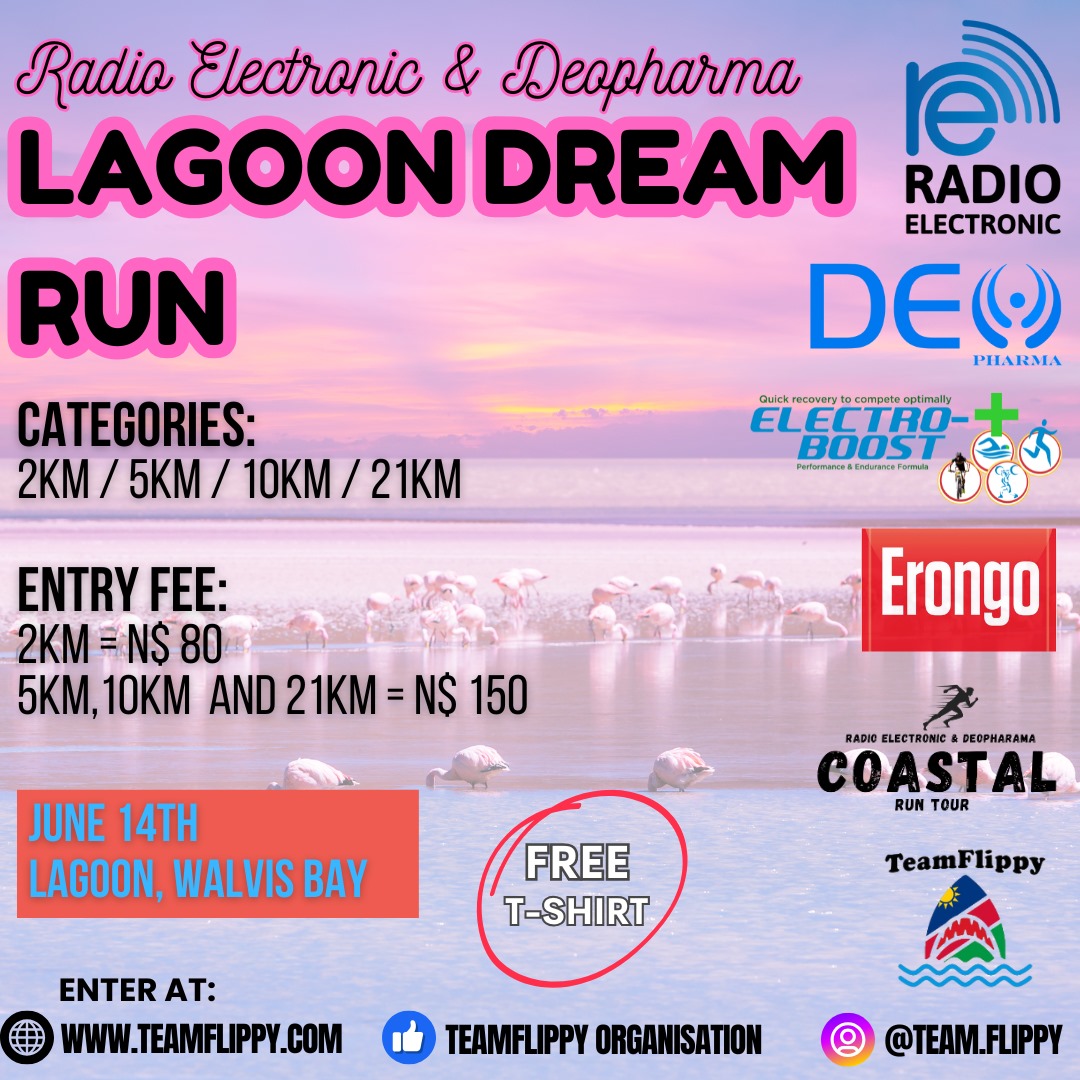 Radio Electronic & Deopharma
LAGOON DREAM
RUN
re
RADIO
ELECTRONIC
DEO
PHARMA
Quick recovery to compete optimally
ELECTRO-+
BOOST
Performance & Endurance Formula
CATEGORIES:
2KM / 5KM / 10KM / 21KM
Erongo
ENTRY FEE:
2KM = N$ 80
5KM,10KM AND 21KM = N$ 150
RADIO ELECTRONIC & DEOPHARAMA
COASTAL
RUN TOUR
JUNE 14TH
LAGOON, WALVIS BAY
FREE
T-SHIRT
TeamFlippy
ENTER AT:
WWW.TEAMFLIPPY.COM
TEAMFLIPPY ORGANISATION
@TEAM.FLIPPY